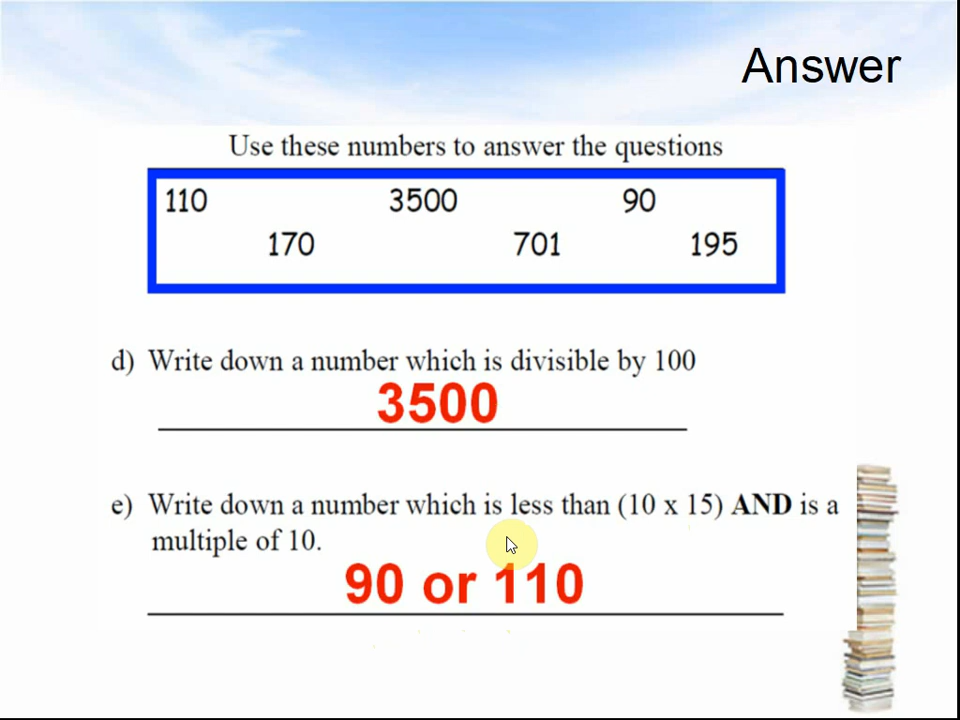 Answer
Use these numbers to answer the questions
110 3500 90
170 701 195
d) Write down a number which is divisible by 100
3500
e) Write down a number which is less than (10 x 15) AND is a
multiple of 10.
90 or 110